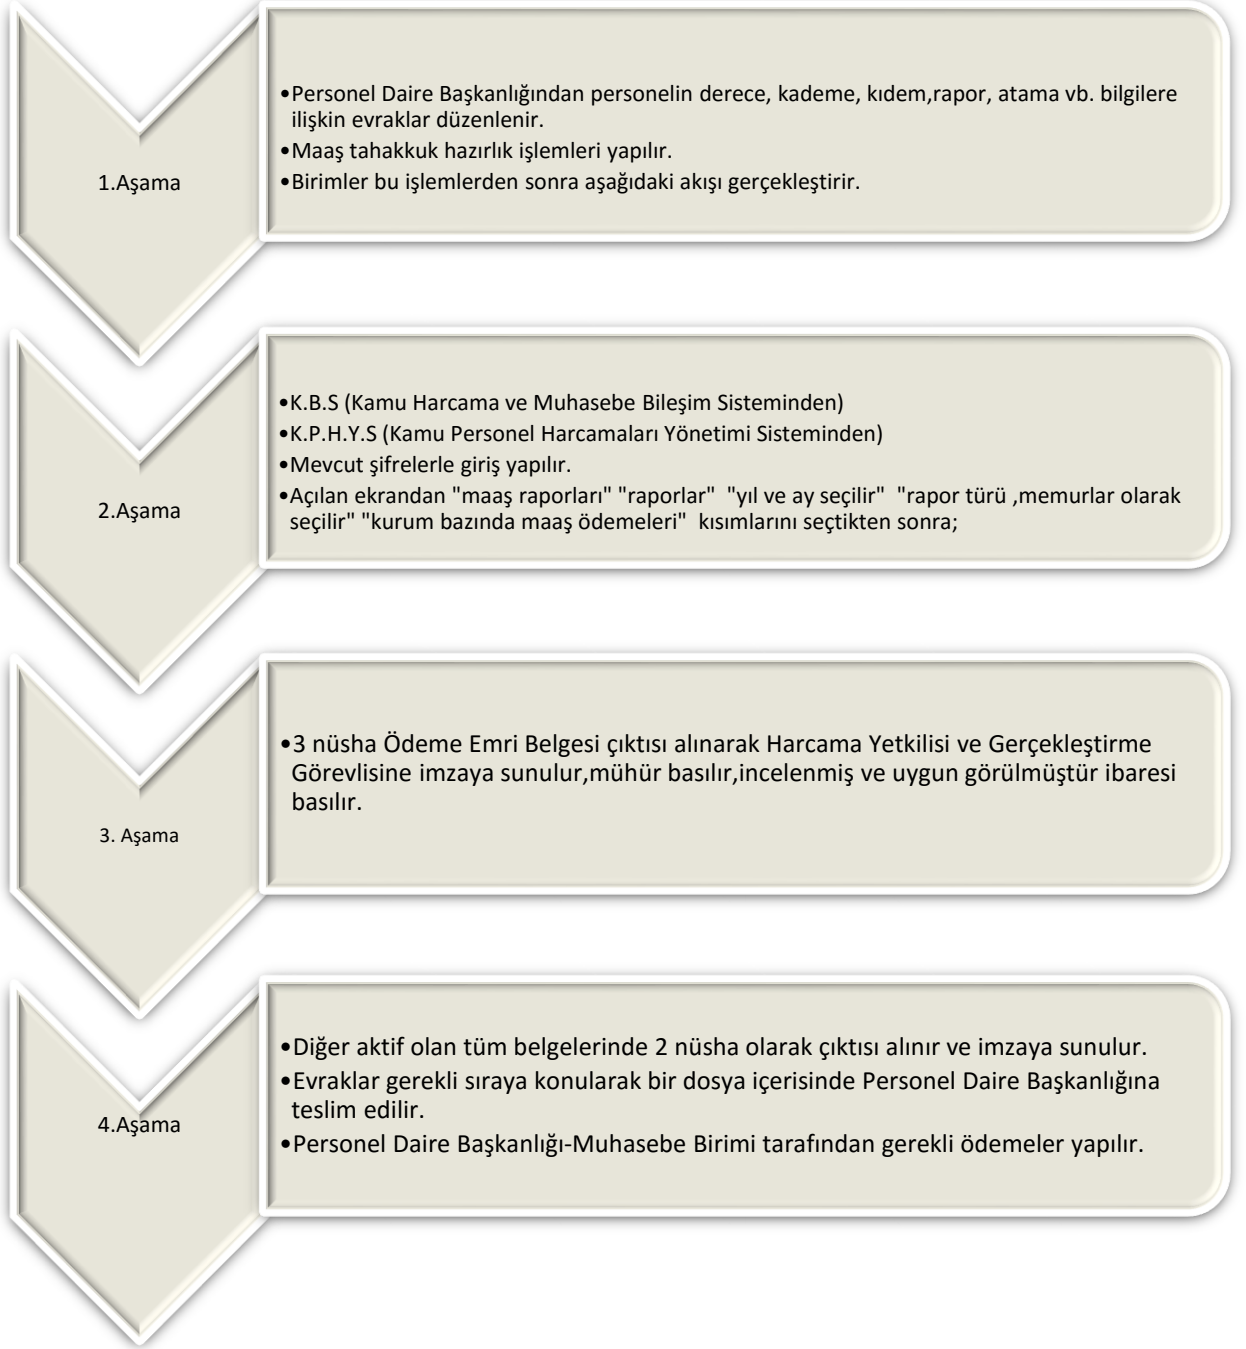 1.Aşama
•Personel Daire Başkanlığından personelin derece, kademe, kıdem,rapor, atama vb. bilgilere
ilişkin evraklar düzenlenir.
•Maaş tahakkuk hazırlık işlemleri yapılır.
•Birimler bu işlemlerden sonra aşağıdaki akışı gerçekleştirir.
2.Aşama
•K.B.S (Kamu Harcama ve Muhasebe Bileşim Sisteminden)
•K.P.H.Y.S (Kamu Personel Harcamaları Yönetimi Sisteminden)
•Mevcut şifrelerle giriş yapılır.
•Açılan ekrandan "maaş raporları" "raporlar"  "yıl ve ay seçilir"  "rapor türü ,memurlar olarak
seçilir" "kurum bazında maaş ödemeleri"  kısımlarını seçtikten sonra;
3. Aşama
•3 nüsha Ödeme Emri Belgesi çıktısı alınarak Harcama Yetkilisi ve Gerçekleştirme
Görevlisine imzaya sunulur,mühür basılır,incelenmiş ve uygun görülmüştür ibaresi
basılır.
4.Aşama
•Diğer aktif olan tüm belgelerinde 2 nüsha olarak çıktısı alınır ve imzaya sunulur.
•Evraklar gerekli sıraya konularak bir dosya içerisinde Personel Daire Başkanlığına
teslim edilir.
•Personel Daire Başkanlığı-Muhasebe Birimi tarafından gerekli ödemeler yapılır.